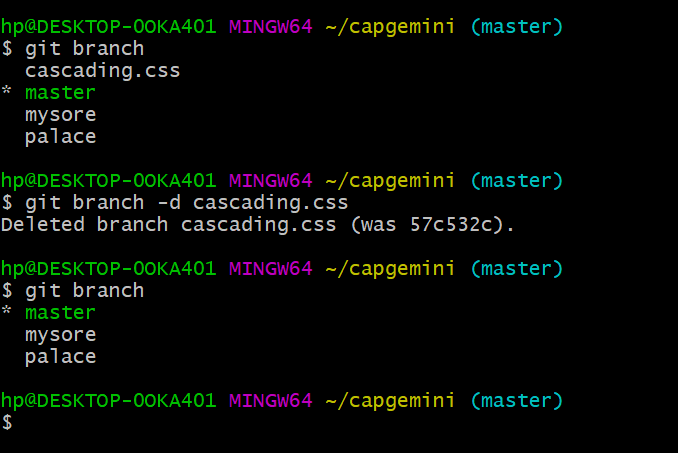 hp@DESKTOP-OOKA401 MINGW64 ~/capgemini (master)
$ git branch
  cascading.css
* master
  mysore
  palace

hp@DESKTOP-OOKA401 MINGW64 ~/capgemini (master)
$ git branch -d cascading.css
Deleted branch cascading.css (was 57c532c).

hp@DESKTOP-OOKA401 MINGW64 ~/capgemini (master)
$ git branch
* master
  mysore
  palace

hp@DESKTOP-OOKA401 MINGW64 ~/capgemini (master)
$